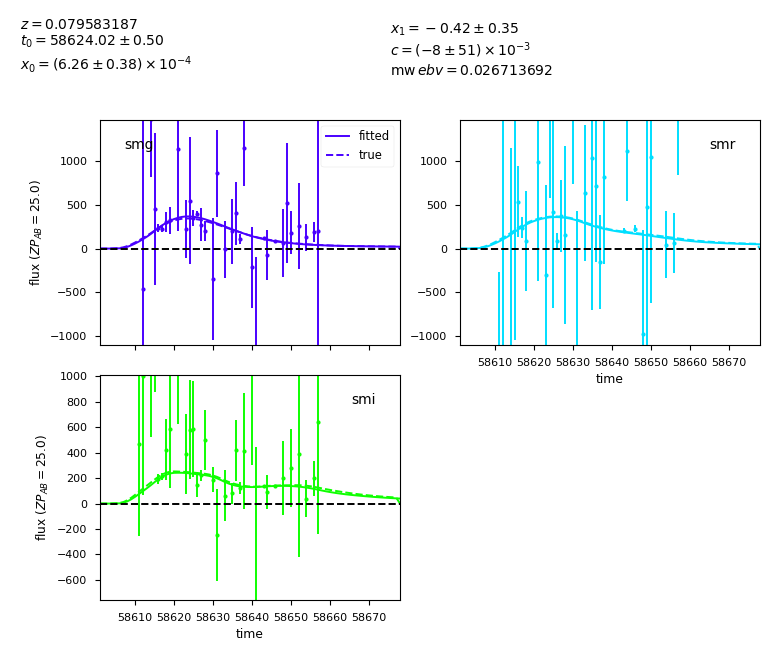 z = 0.079583187
t₀ = 58624.02 ± 0.50
x₀ = (6.26 ± 0.38) × 10⁻⁴
x₁ = −0.42 ± 0.35
c = (−8 ± 51) × 10⁻³
mw ebv = 0.026713692
smg
fitted
true
1000
500
0
−500
−1000
flux (ZP_AB = 25.0)
smr
1000
500
0
−500
−1000
58610 58620 58630 58640 58650 58660 58670
time
smi
1000
800
600
400
200
0
−200
−400
−600
flux (ZP_AB = 25.0)
58610 58620 58630 58640 58650 58660 58670
time